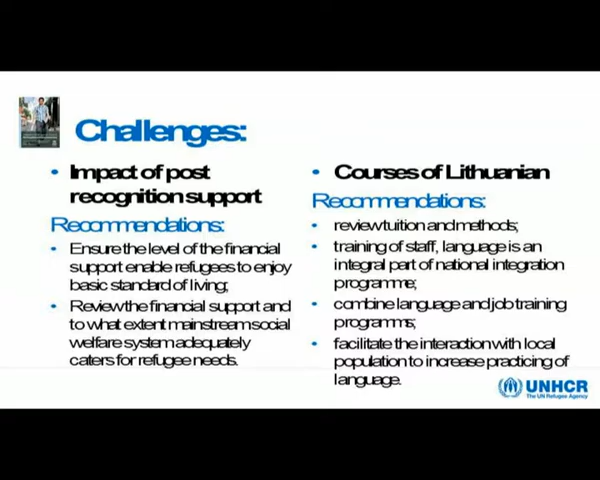 Challenges:
• Impact of post
recognition support
Recommendations:
• Ensure the level of the financial
support enable refugees to enjoy
basic standard of living;
• Review the financial support and
to what extent mainstream social
welfare system adequately
caters for refugee needs.
• Courses of Lithuanian
Recommendations:
• review tuition and methods;
• training of staff, language is an
integral part of national integration
programme;
• combine language and job training
programms;
• facilitate the interaction with local
population to increase practicing of
language.
UNHCR
The UN Refugee Agency